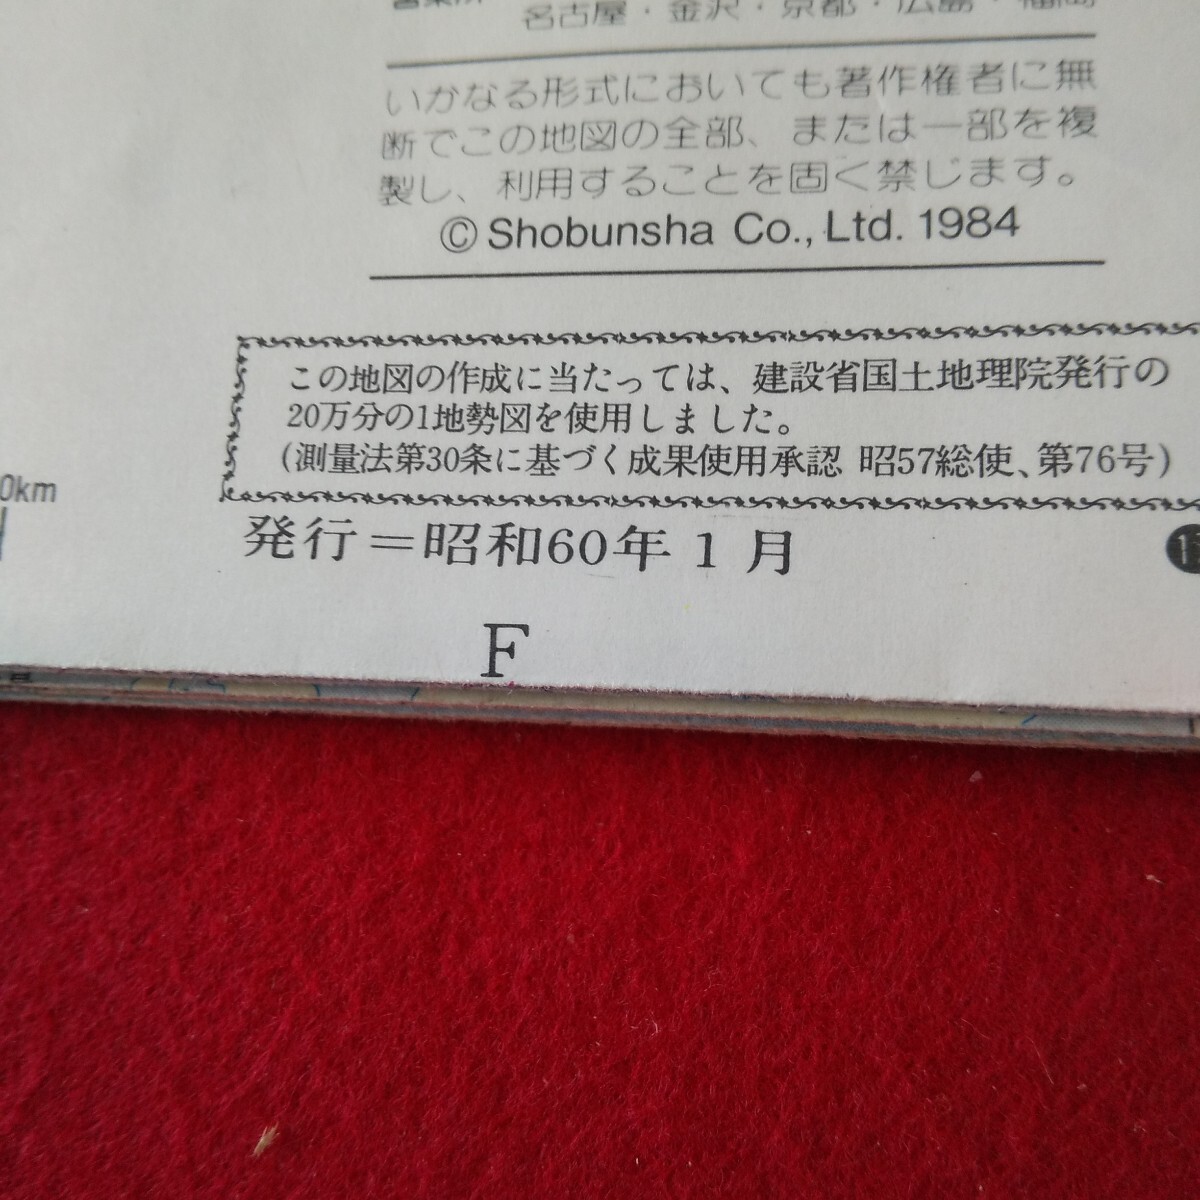 営業所
名古屋・金沢・京都・広島・福岡
いかなる形式においても著作権者に無
断でこの地図の全部、または一部を複
製し、利用することを固く禁じます。
©Shobunsha Co., Ltd. 1984
この地図の作成に当たっては、建設省国土地理院発行の
20万分の1地勢図を使用しました。
(測量法第30条に基づく成果使用承認 昭57総使、第76号)
0km
発行＝昭和60年1月
F